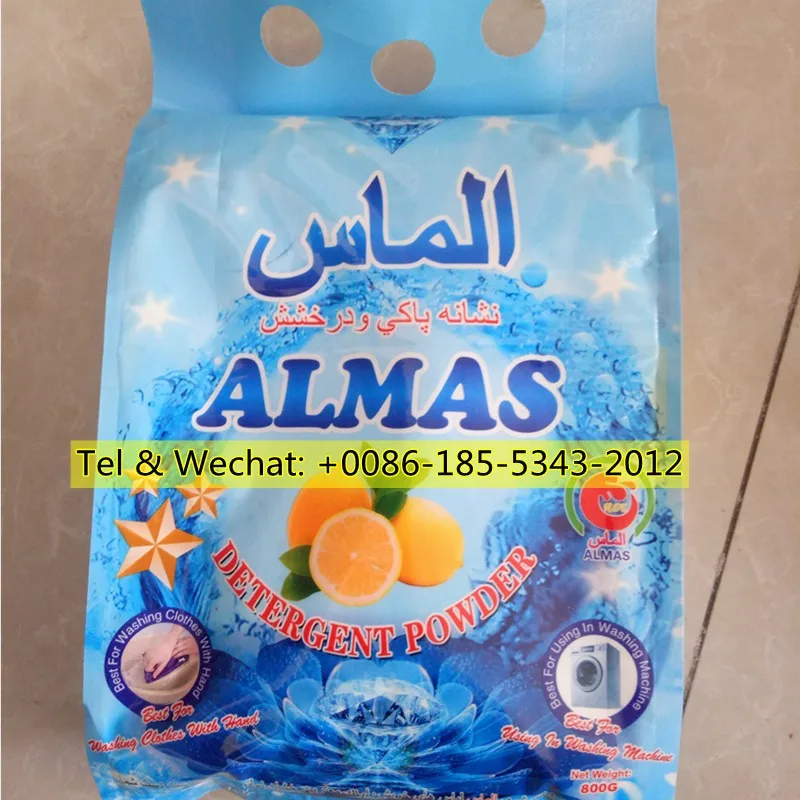 الماس
نشانه پاکي ودرخشش
ALMAS
Tel & Wechat: +0086-185-5343-2012
الماس
ALMAS
DETERGENT POWDER
Best For Washing Clothes With Hand
Best For
Washing Clothes With Hand
Best For Using In Washing Machine
Best For
Using In Washing Machine
Net Weight:
800G